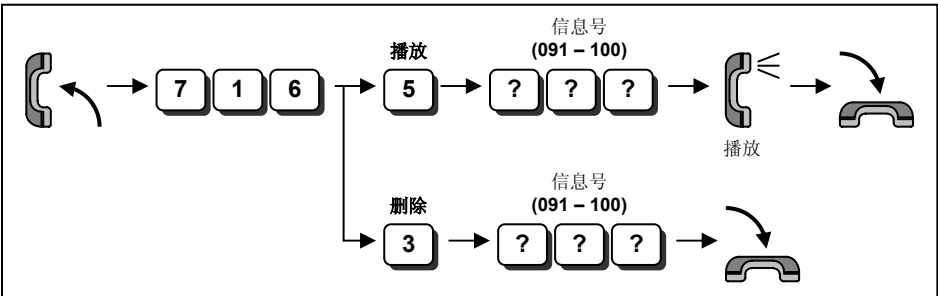 信息号
播放 (091 – 100)
7 1 6 5 ? ? ?
播放
信息号
删除 (091 – 100)
3 ? ? ?